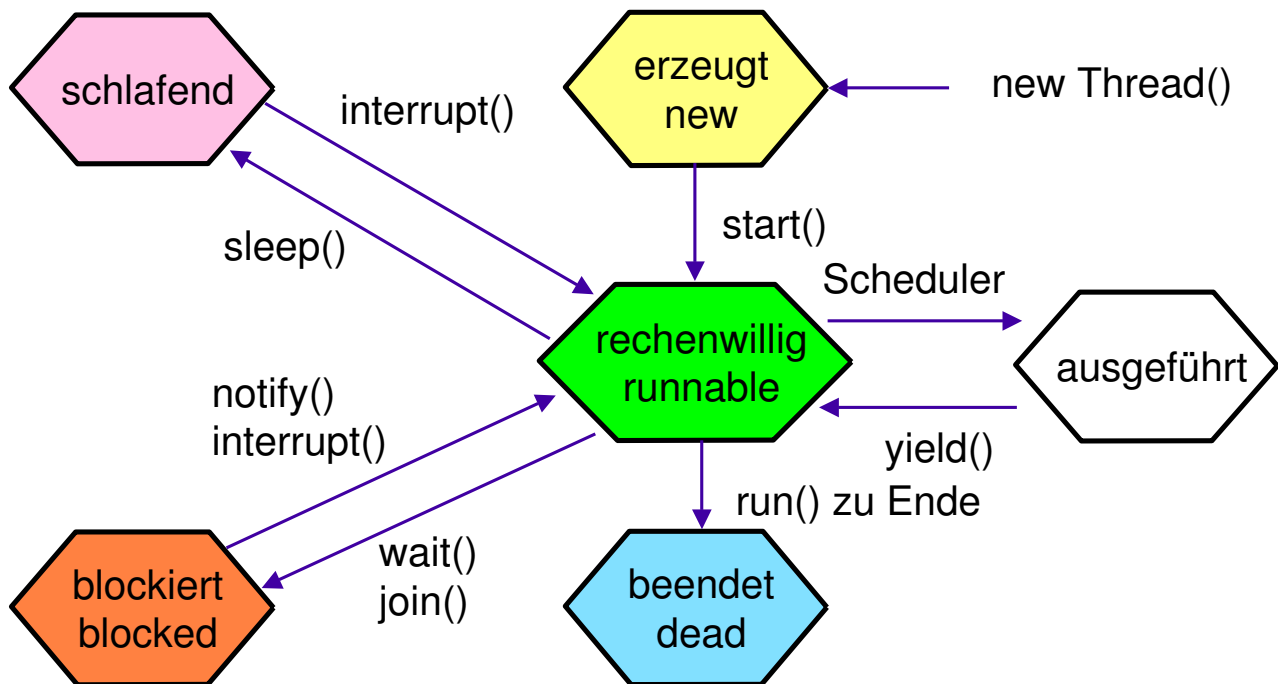 schlafend
interrupt()
erzeugt
new
new Thread()
sleep()
start()
Scheduler
rechenwillig
runnable
ausgeführt
notify()
interrupt()
yield()
run() zu Ende
wait()
join()
blockiert
blocked
beendet
dead